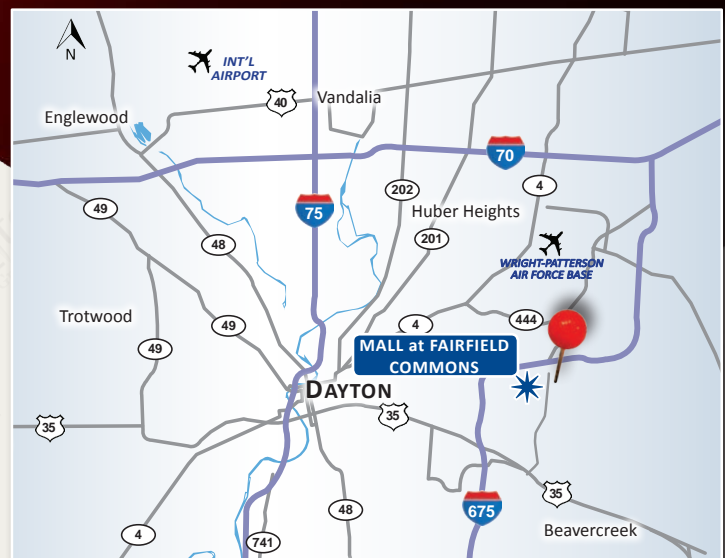 N
INT'L
AIRPORT
40
Vandalia
Englewood
70
4
202
49
75
Huber Heights
201
48
WRIGHT-PATTERSON
AIR FORCE BASE
Trotwood
49
4
444
49
MALL at FAIRFIELD
COMMONS
DAYTON
35
35
35
675
48
4
741
Beavercreek